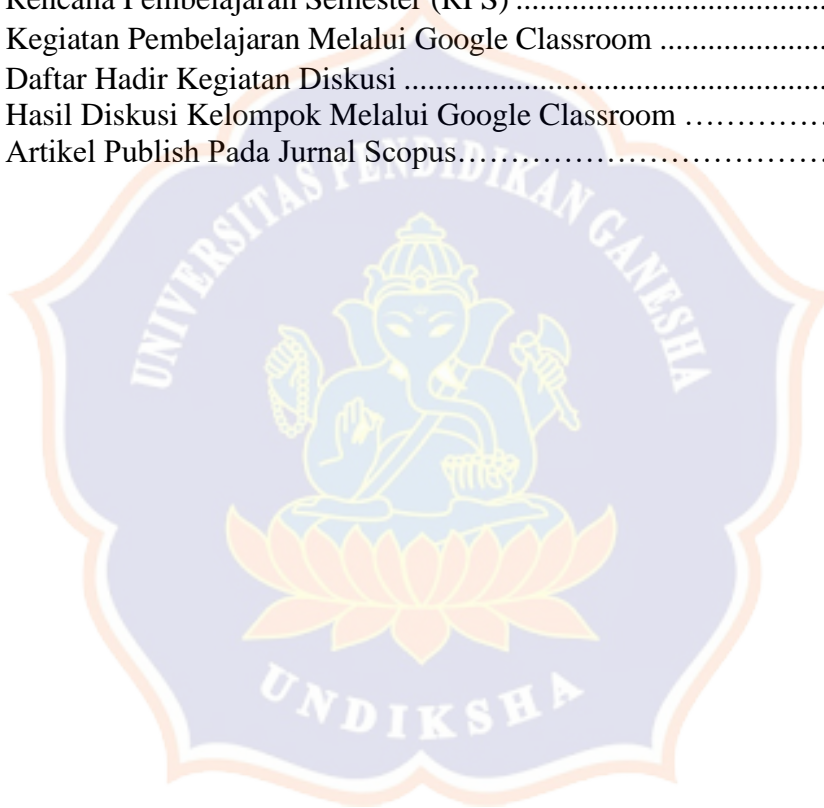 Rencana Pembelajaran Semester (RPS) ....................................
Kegiatan Pembelajaran Melalui Google Classroom ...................
Daftar Hadir Kegiatan Diskusi ...................................................
Hasil Diskusi Kelompok Melalui Google Classroom ……………
Artikel Publish Pada Jurnal Scopus………………………………
UNIVERSITAS PENDIDIKAN GANESHA
UNDIKSHA